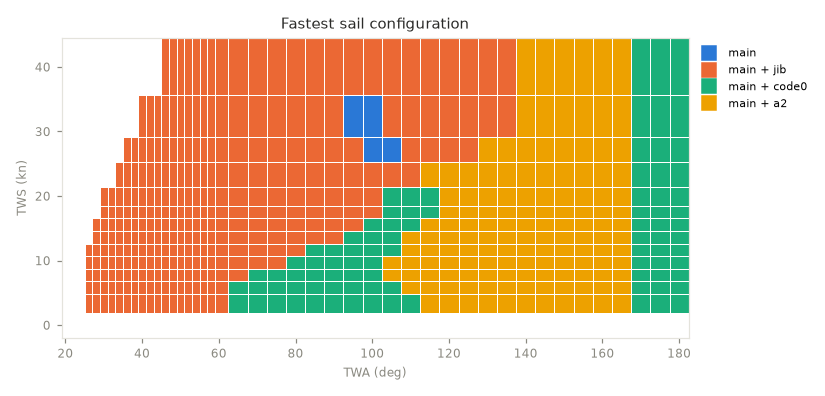 Fastest sail configuration
main
main + jib
main + code0
main + a2
TWS (kn)
40
30
20
10
0
20 40 60 80 100 120 140 160 180
TWA (deg)